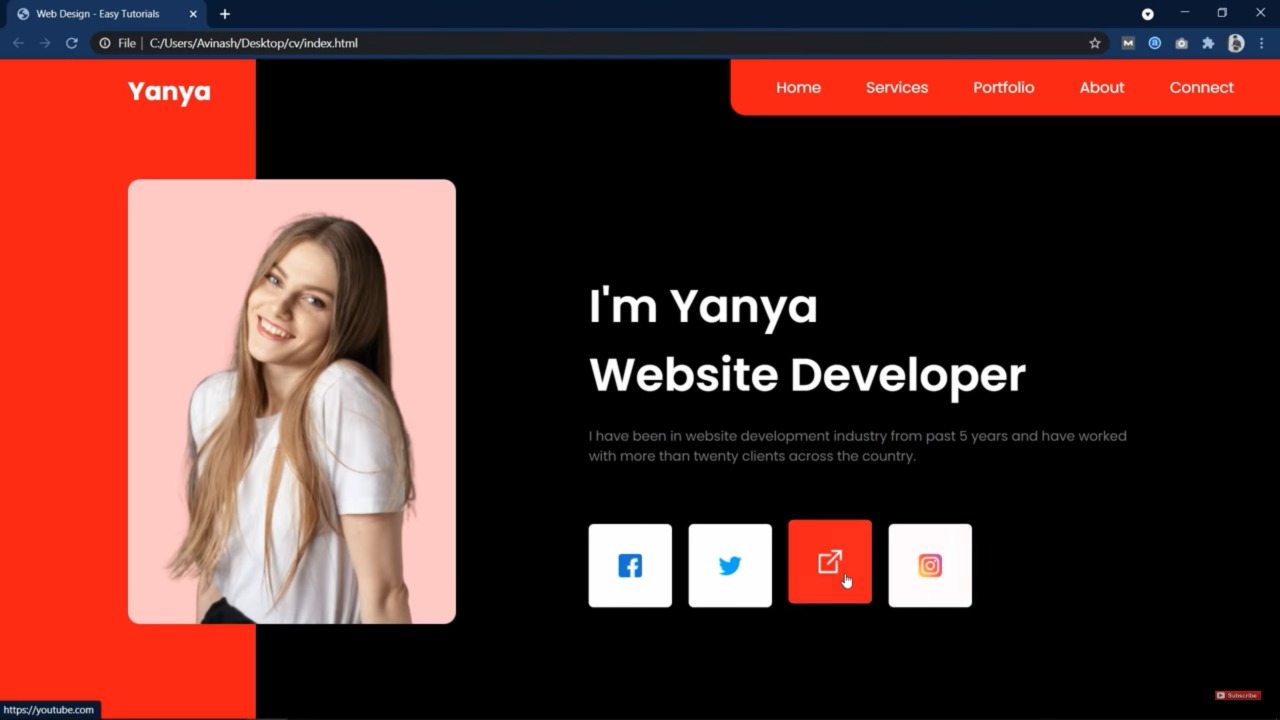 Web Design - Easy Tutorials
File | C:/Users/Avinash/Desktop/cv/index.html
Yanya
Home Services Portfolio About Connect
I'm Yanya
Website Developer
I have been in website development industry from past 5 years and have worked
with more than twenty clients across the country.
Subscribe
https://youtube.com